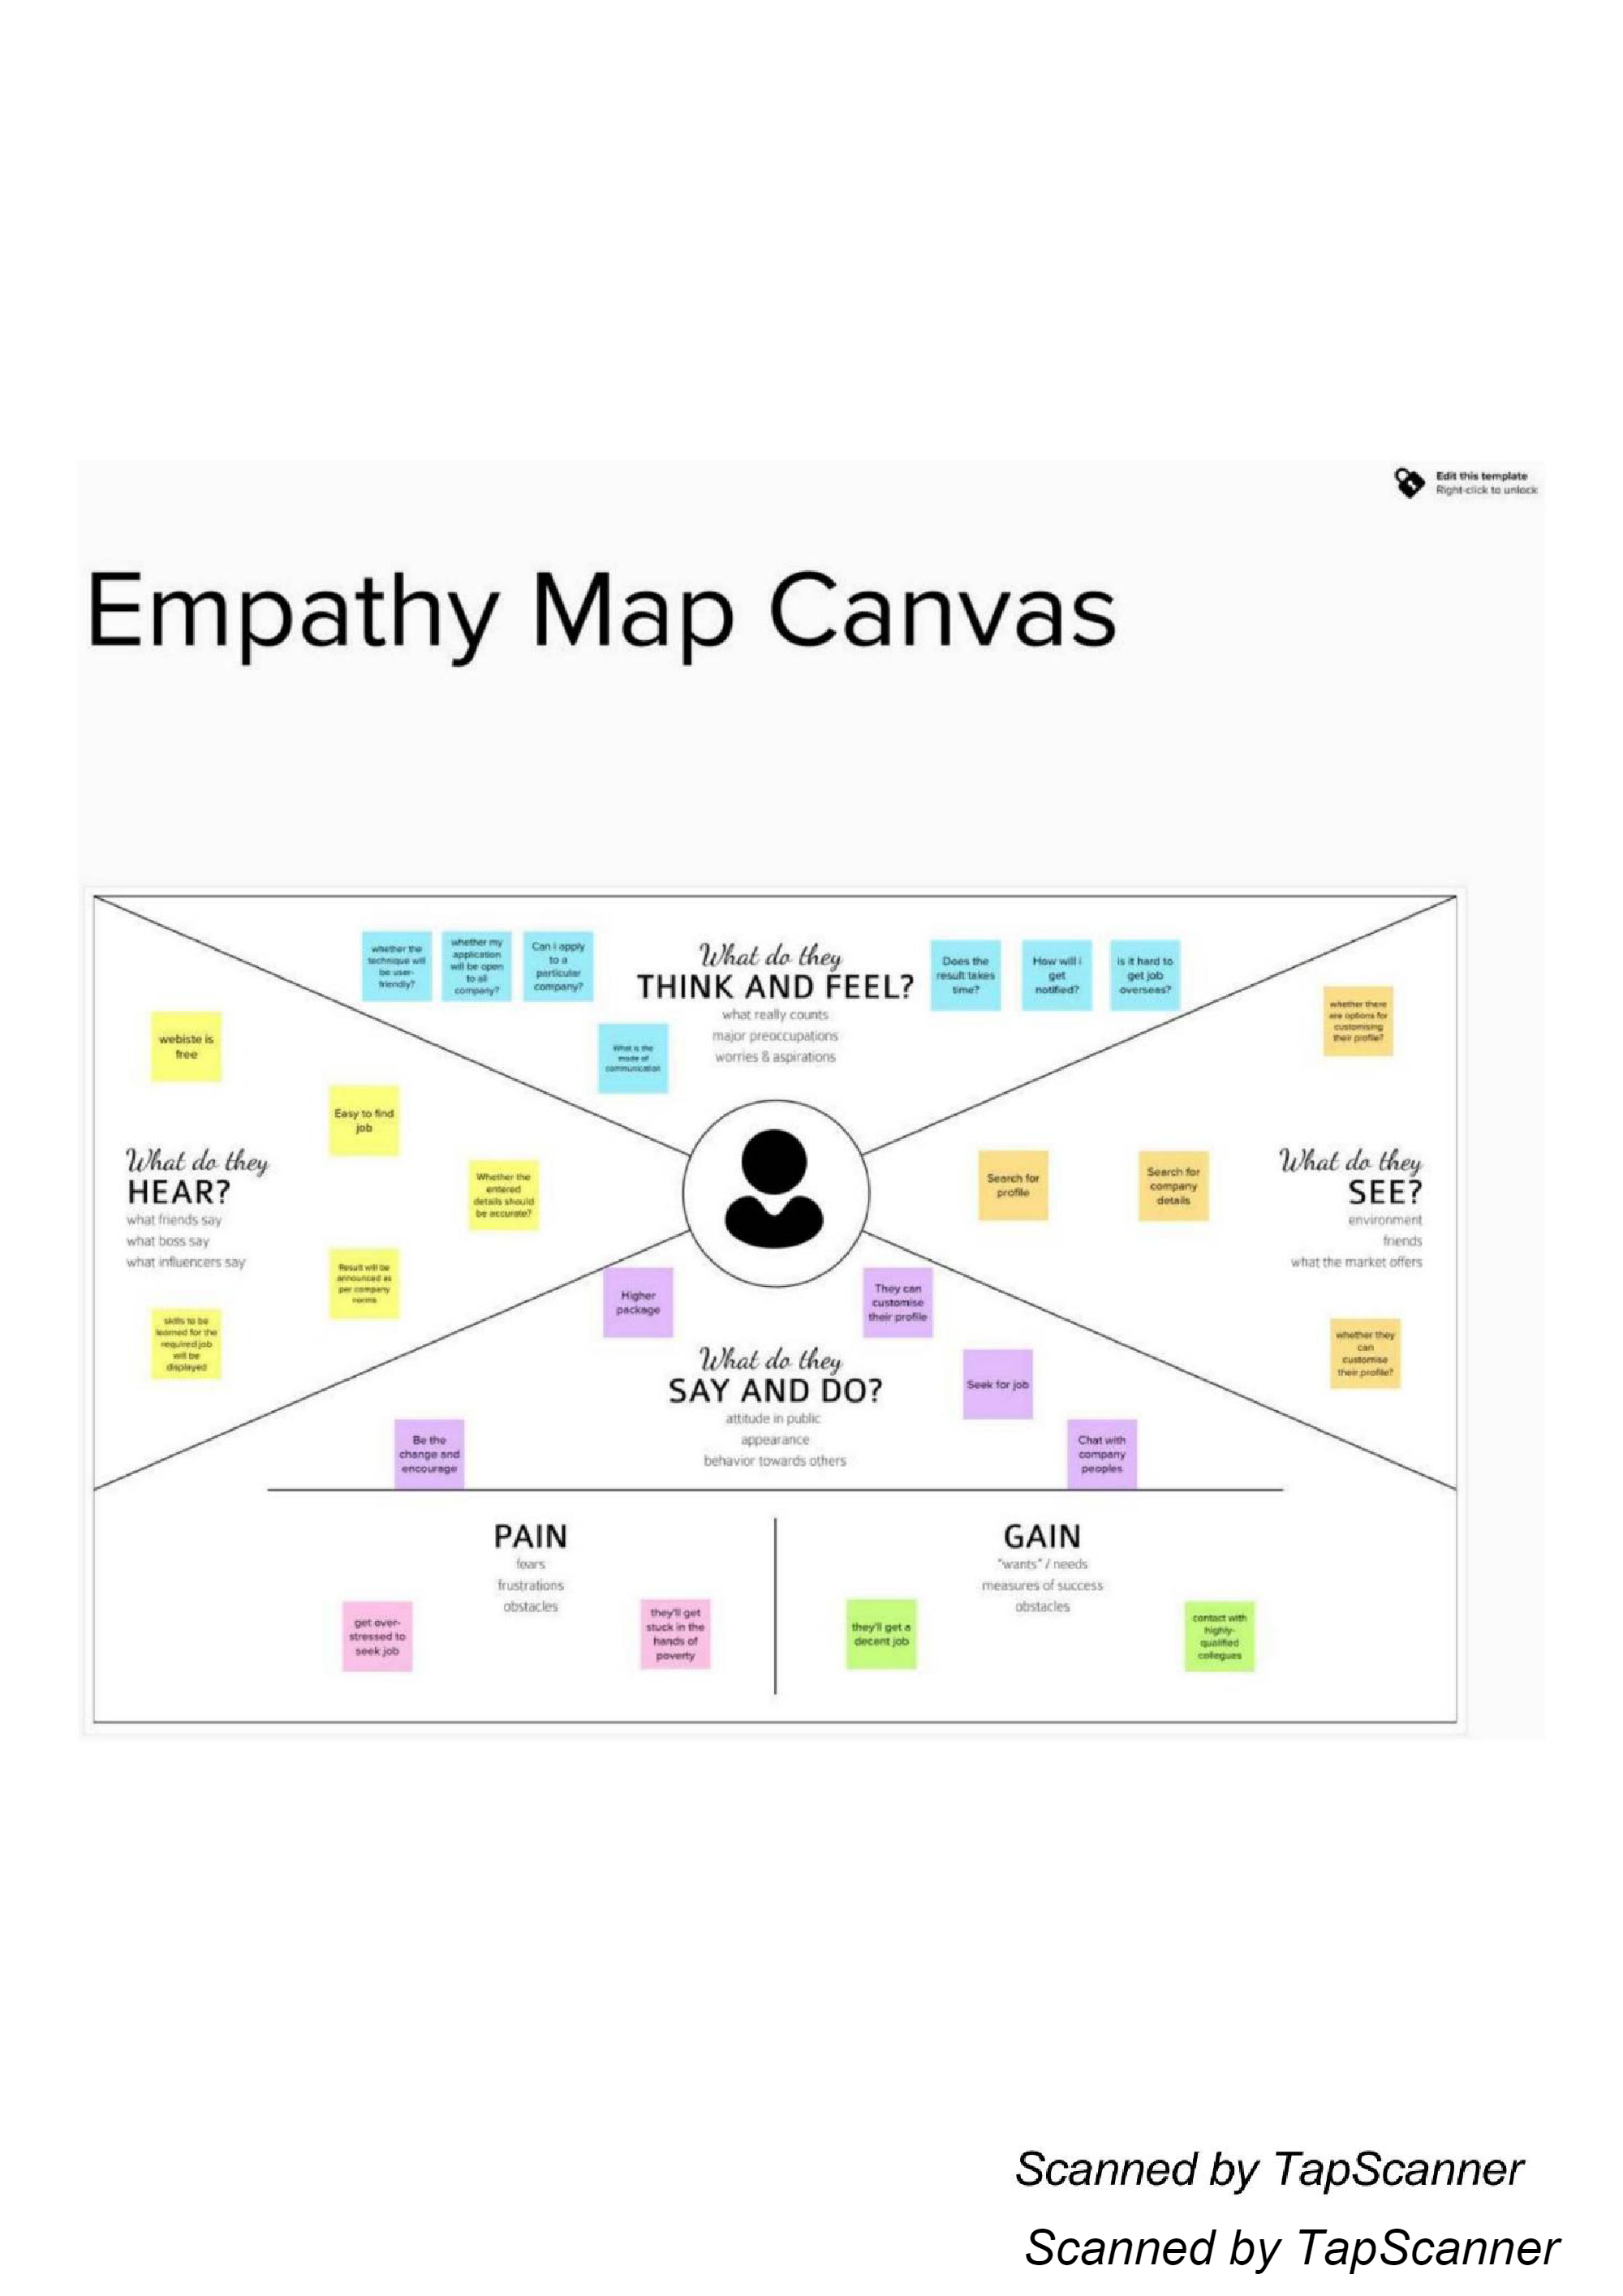 Edit this template
Right-click to unlock
Empathy Map Canvas
whether the
technique will
be user-
friendly?
whether my
application
will be open
to all
company?
Can I apply
to a
particular
company?
What is the
mode of
communication
What do they
THINK AND FEEL?
what really counts
major preoccupations
worries & aspirations
Does the
result takes
time?
How will i
get
notified?
is it hard to
get job
overseas?
webiste is
free
Easy to find
job
Whether the
entered
details should
be accurate?
What do they
HEAR?
what friends say
what boss say
what influencers say
Result will be
announced as
per company
norms
skills to be
learned for the
required job
will be
displayed
whether there
are options for
customising
their profile?
Search for
profile
Search for
company
details
What do they
SEE?
environment
friends
what the market offers
whether they
can
customise
their profile?
Higher
package
They can
customise
their profile
What do they
SAY AND DO?
attitude in public
appearance
behavior towards others
Seek for job
Be the
change and
encourage
Chat with
company
peoples
PAIN
fears
frustrations
obstacles
get over-
stressed to
seek job
they'll get
stuck in the
hands of
poverty
GAIN
"wants" / needs
measures of success
obstacles
they'll get a
decent job
contact with
highly-
qualified
collegues
Scanned by TapScanner
Scanned by TapScanner